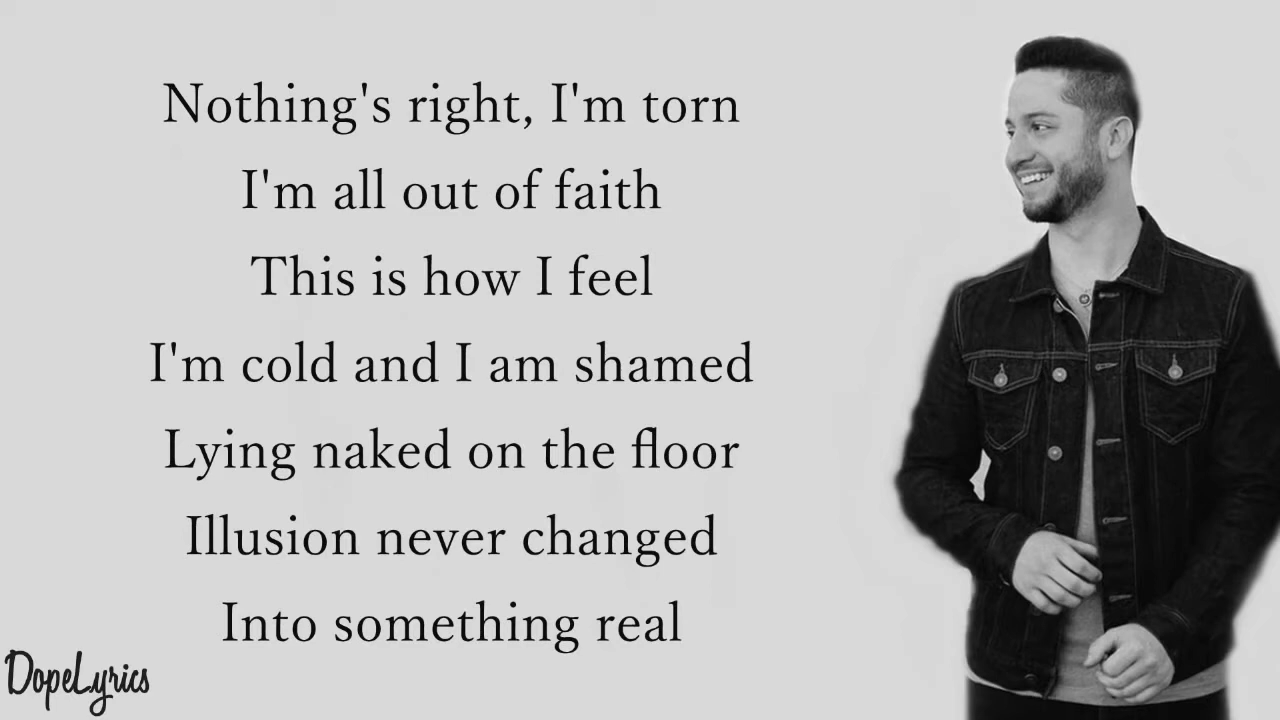 Nothing's right, I'm torn
I'm all out of faith
This is how I feel
I'm cold and I am shamed
Lying naked on the floor
Illusion never changed
Into something real
DopeLyrics